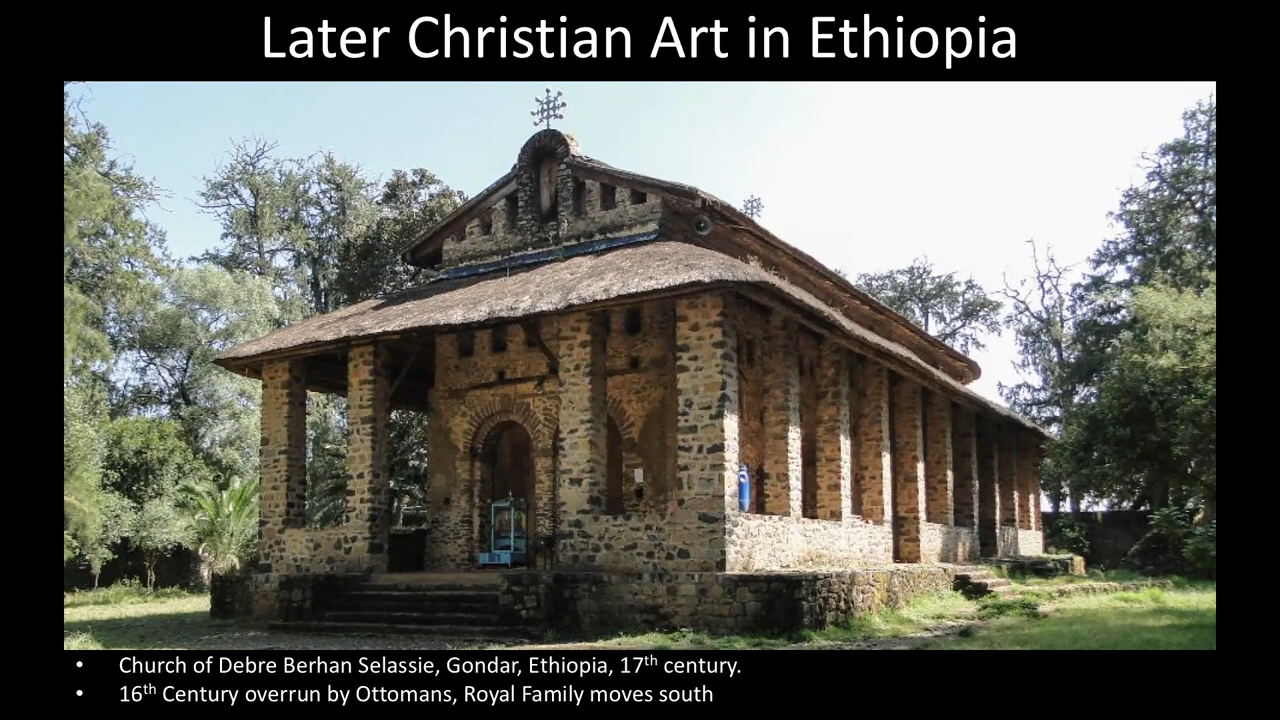 Later Christian Art in Ethiopia
• Church of Debre Berhan Selassie, Gondar, Ethiopia, 17th century.
• 16th Century overrun by Ottomans, Royal Family moves south